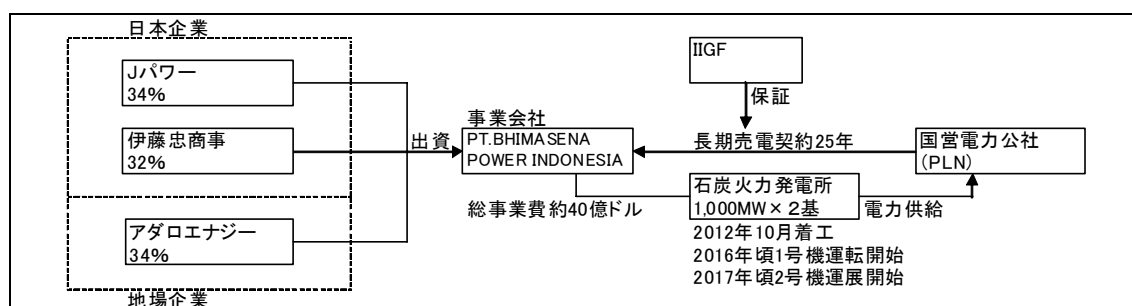 日本企業
Jパワー
34%
伊藤忠商事
32%
アダロエナジー
34%
地場企業
出資
事業会社
PT.BHIMASENA
POWER INDONESIA
総事業費約40億ドル
IIGF
保証
長期売電契約25年
石炭火力発電所
1,000MW×2基
2012年10月着工
2016年頃1号機運転開始
2017年頃2号機運展開始
電力供給
国営電力公社
(PLN)